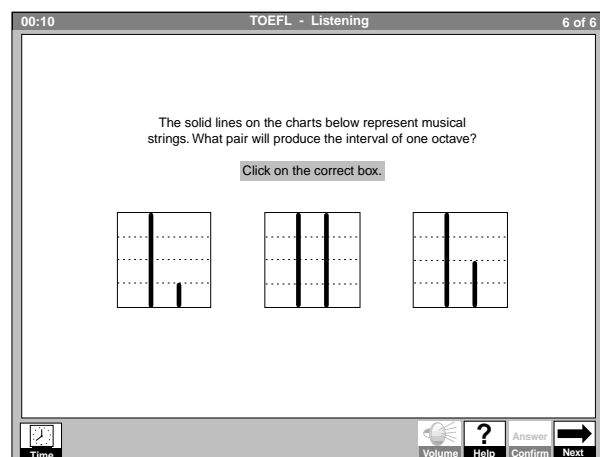 00:10 TOEFL - Listening 6 of 6
The solid lines on the charts below represent musical
strings. What pair will produce the interval of one octave?
Click on the correct box.
?
Answer
Time Volume Help Confirm Next